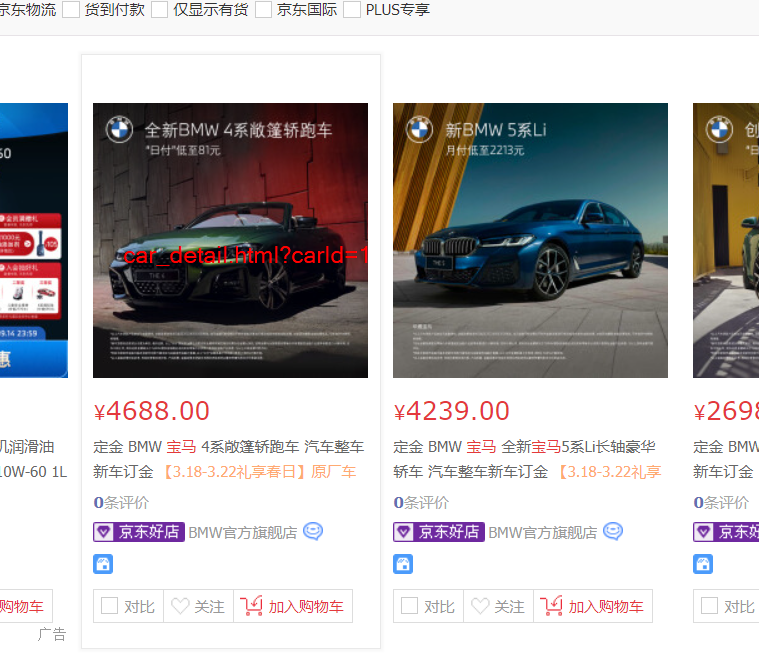 京东物流 货到付款 仅显示有货 京东国际 PLUS专享
全新BMW 4系敞篷轿跑车
"日付"低至81元
car_detail.html?carId=1
THE 4
¥4688.00
定金 BMW 宝马 4系敞篷轿跑车 汽车整车
新车订金 【3.18-3.22礼享春日】原厂车
0条评价
京东好店 BMW官方旗舰店
对比 关注 加入购物车
新BMW 5系Li
月付低至2213元
THE 5
¥4239.00
定金 BMW 宝马 全新宝马5系Li长轴豪华
轿车 汽车整车新车订金 【3.18-3.22礼享
0条评价
京东好店 BMW官方旗舰店
对比 关注 加入购物车
60
09.14 23:59
惠
机润滑油
10W-60 1L
购物车
广告
创
"日
¥2698
定金 BMW
新车订金
0条评价
京东好
对比